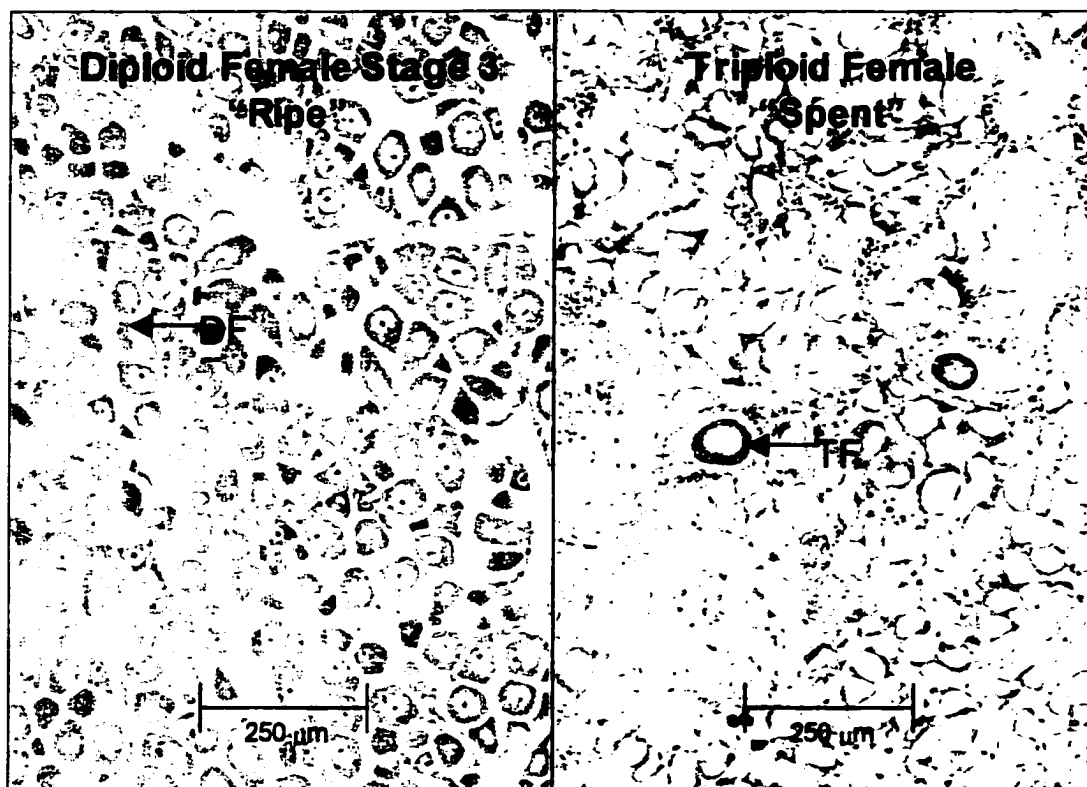 Diploid Female Stage 3
"Ripe"
DF
250 µm
Triploid Female
"Spent"
TF
250 µm